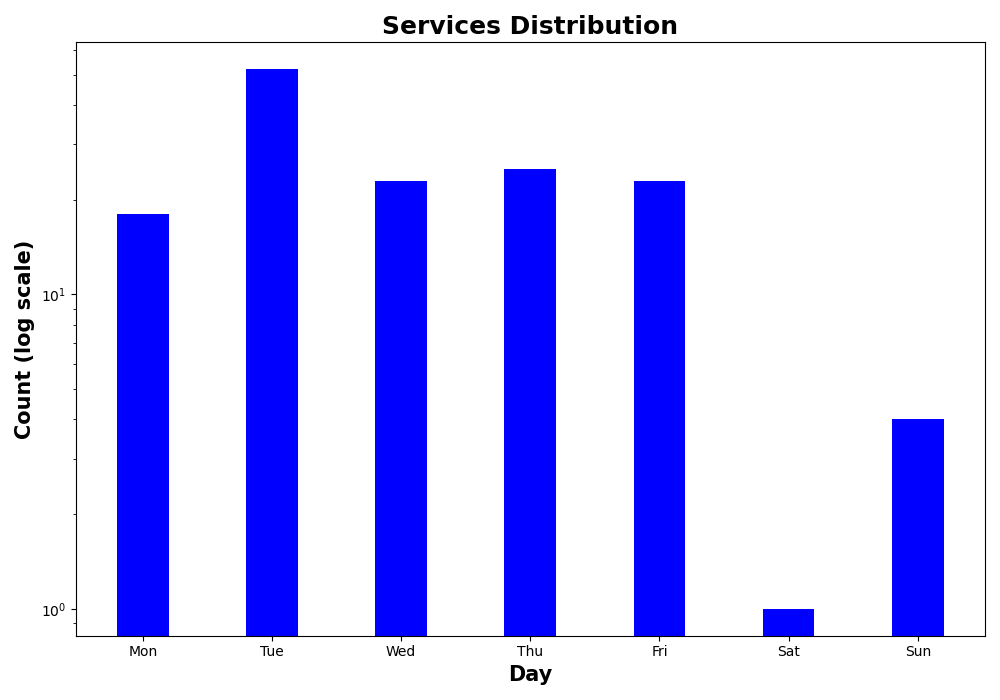 Services Distribution
Count (log scale)
10¹
10⁰
Mon Tue Wed Thu Fri Sat Sun
Day